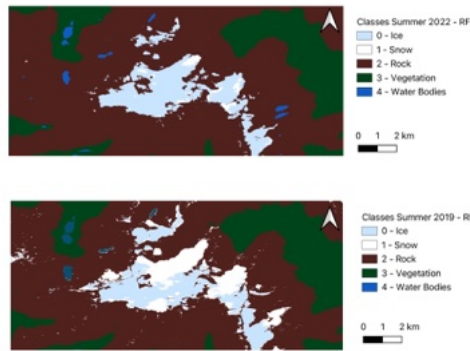 Classes Summer 2022 - RF
0 - Ice
1 - Snow
2 - Rock
3 - Vegetation
4 - Water Bodies
0 1 2 km
Classes Summer 2019 - RF
0 - Ice
1 - Snow
2 - Rock
3 - Vegetation
4 - Water Bodies
0 1 2 km